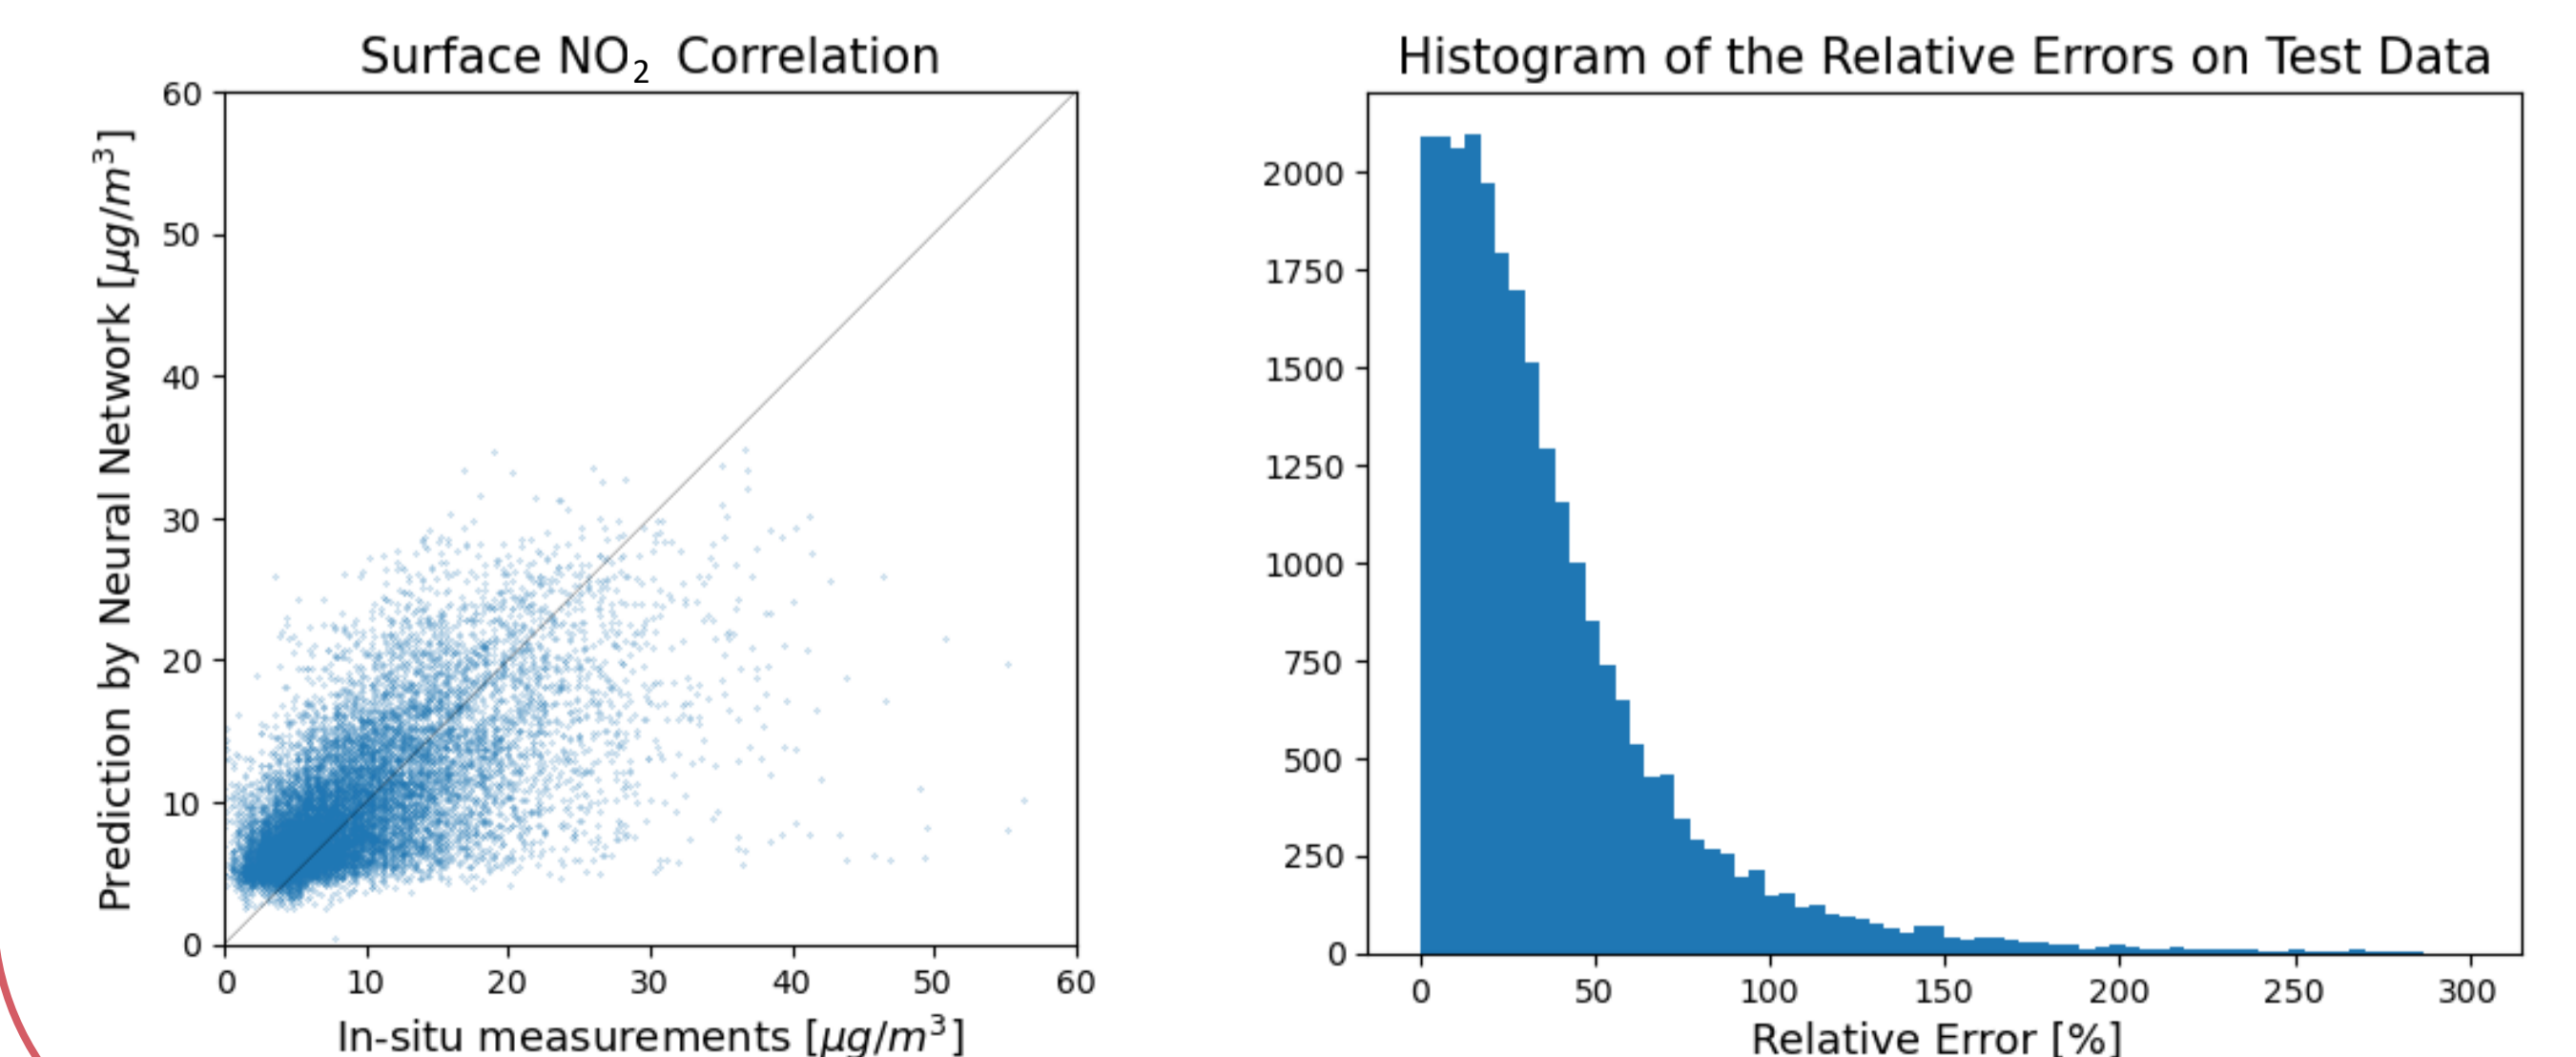 Surface NO₂ Correlation
Prediction by Neural Network [μg/m³]
60
50
40
30
20
10
0
0 10 20 30 40 50 60
In-situ measurements [μg/m³]
Histogram of the Relative Errors on Test Data
2000
1750
1500
1250
1000
750
500
250
0
0 50 100 150 200 250 300
Relative Error [%]